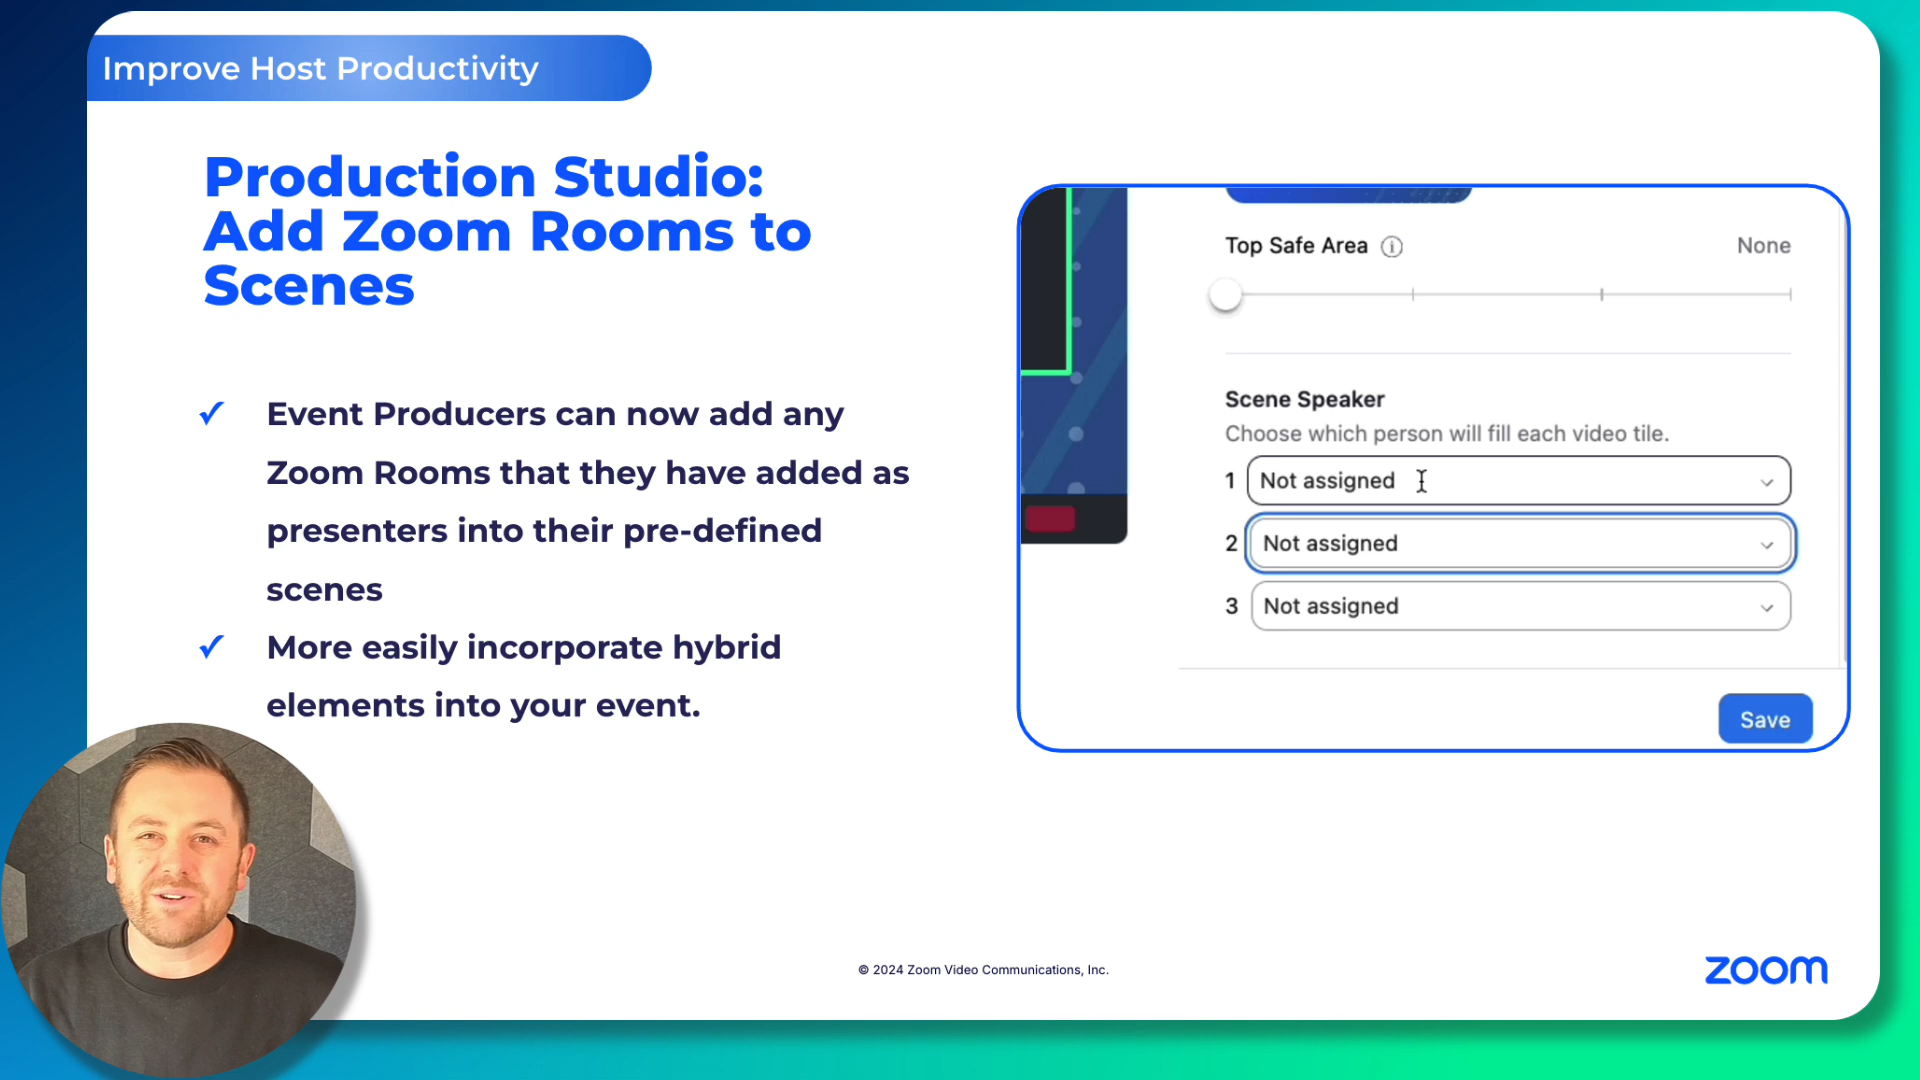 Improve Host Productivity
Production Studio:
Add Zoom Rooms to
Scenes
✓ Event Producers can now add any
Zoom Rooms that they have added as
presenters into their pre-defined
scenes
✓ More easily incorporate hybrid
elements into your event.
Top Safe Area None
Scene Speaker
Choose which person will fill each video tile.
1 Not assigned
2 Not assigned
3 Not assigned
Save
© 2024 Zoom Video Communications, Inc.
zoom